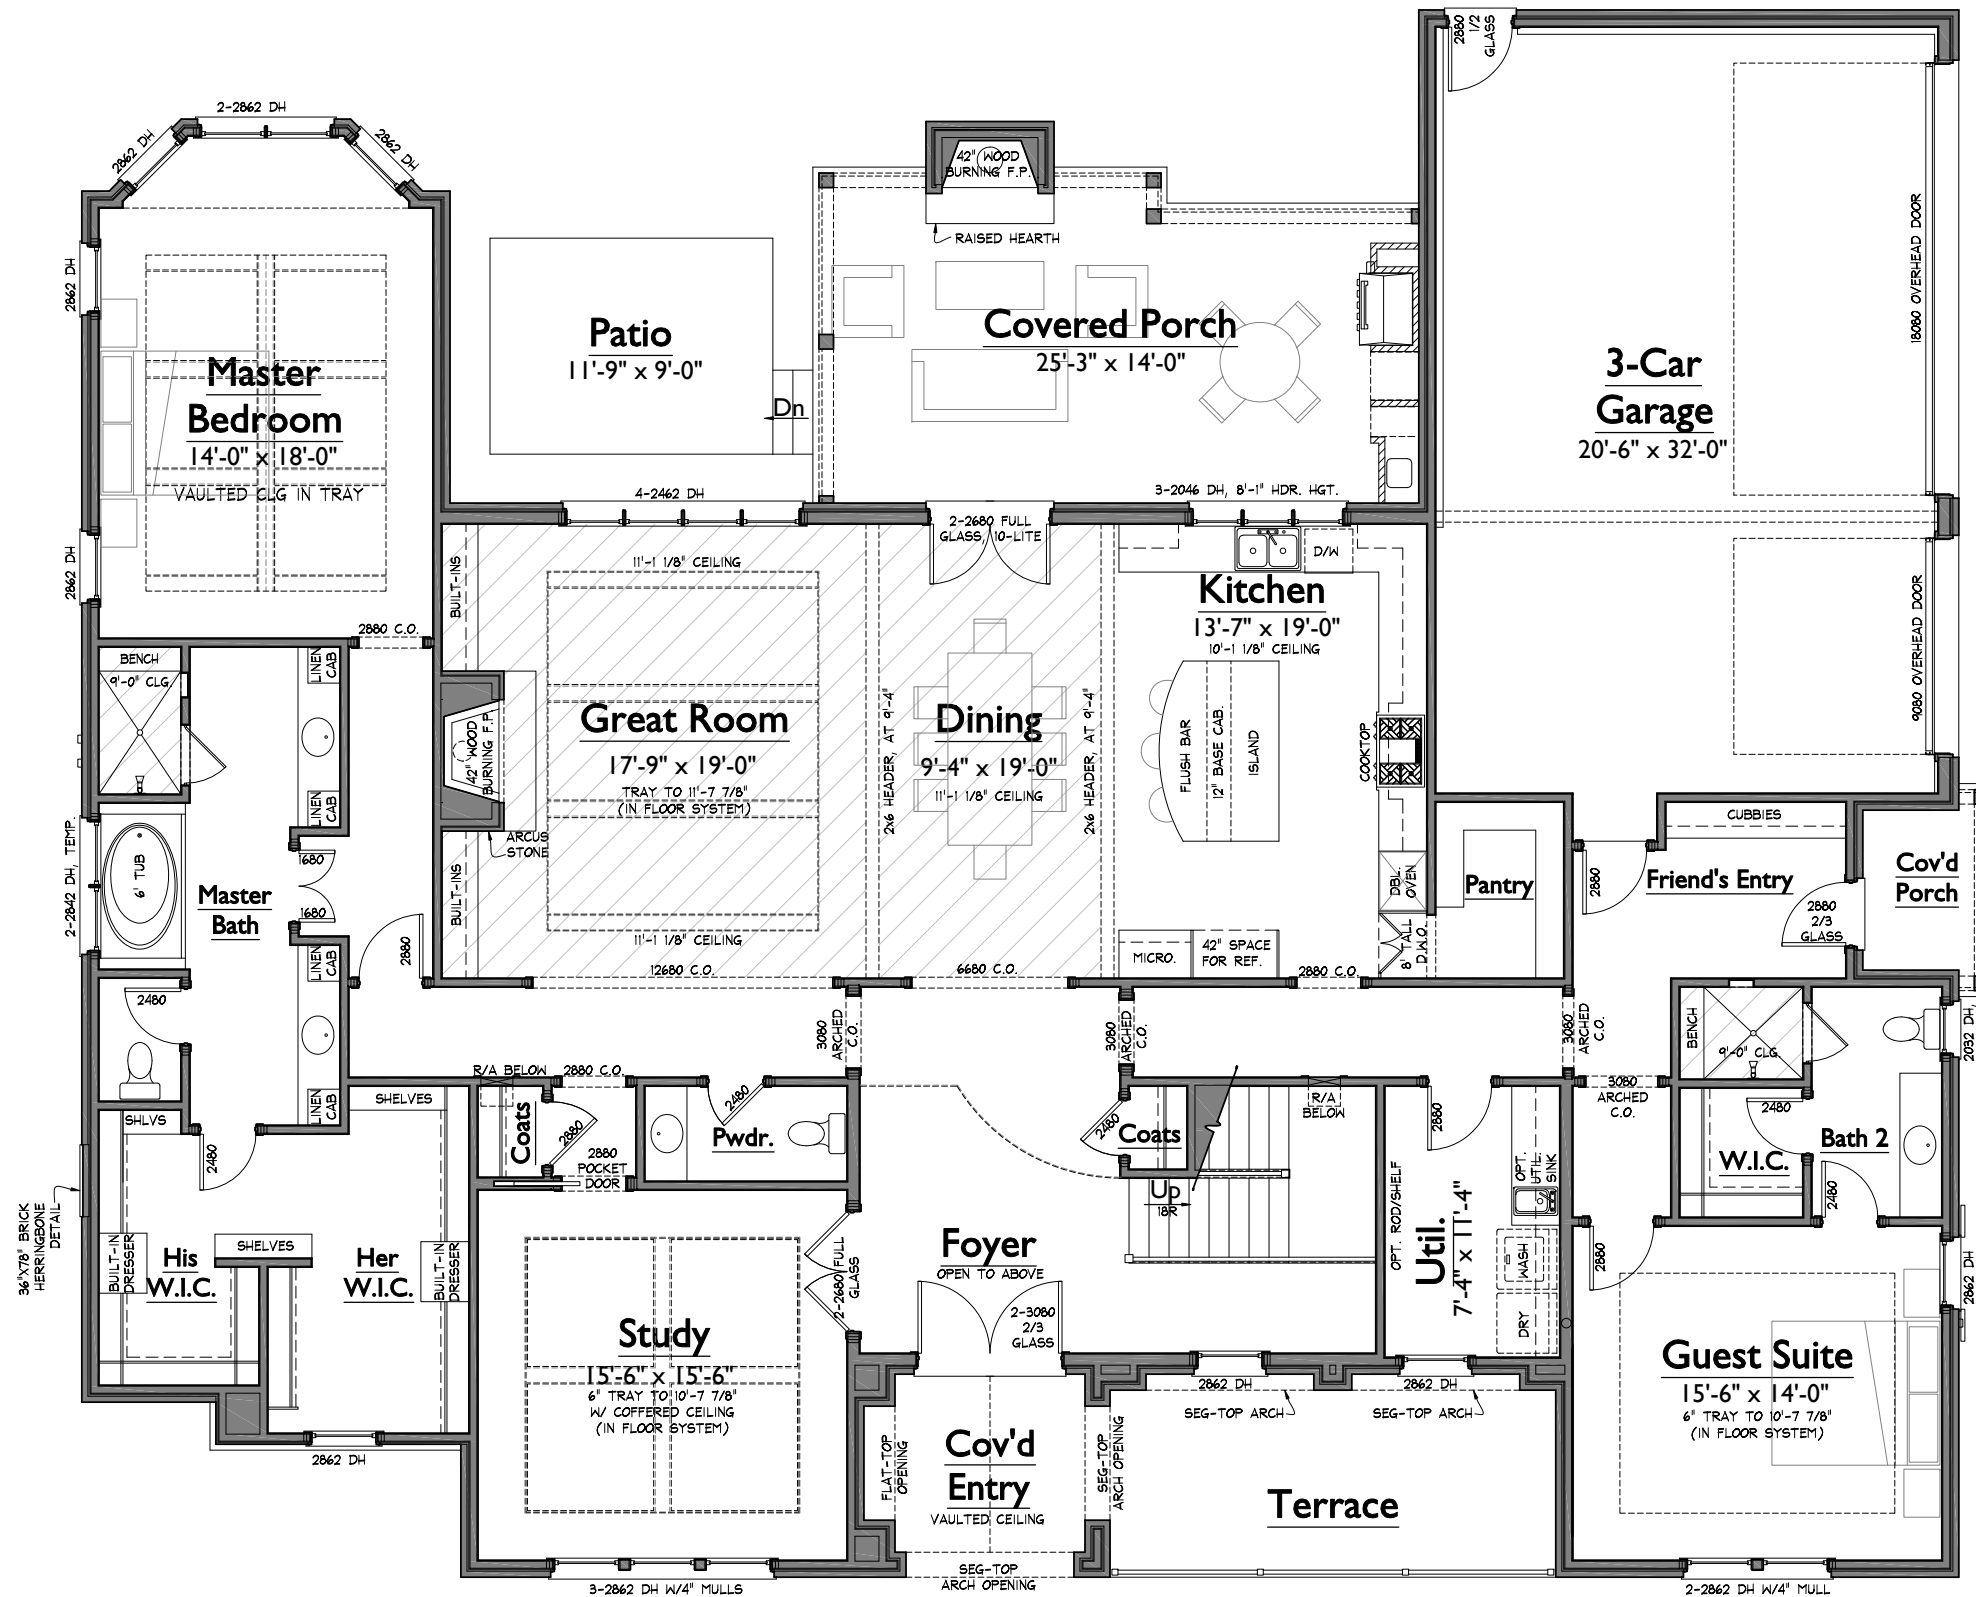 2880
1/2
GLASS
2-2862 DH
2862 DH
2862 DH
42" WOOD
BURNING F.P.
RAISED HEARTH
18080 OVERHEAD DOOR
2862 DH
Patio
11'-9" x 9'-0"
Dn
Covered Porch
25'-3" x 14'-0"
3-Car
Garage
20'-6" x 32'-0"
Master
Bedroom
14'-0" x 18'-0"
VAULTED CLG IN TRAY
4-2462 DH
3-2046 DH, 8'-1" HDR. HGT.
2862 DH
2-2680 FULL
GLASS, 10-LITE
D/W
11'-1 1/8" CEILING
BUILT-INS
Kitchen
13'-7" x 19'-0"
10'-1 1/8" CEILING
9080 OVERHEAD DOOR
2880 C.O.
BENCH
9'-0" CLG.
LINEN
CAB
42" WOOD
BURNING F.P.
Great Room
17'-9" x 19'-0"
TRAY TO 11'-7 7/8"
(IN FLOOR SYSTEM)
2x6 HEADER, AT 9'-4"
Dining
9'-4" x 19'-0"
11'-1 1/8" CEILING
2x6 HEADER, AT 9'-4"
FLUSH BAR
12" BASE CAB.
ISLAND
COOKTOP
LINEN
CAB
ARCUS
STONE
CUBBIES
2-2842 DH, TEMP.
6' TUB
1680
1680
Master
Bath
BUILT-INS
DBL.
OVEN
Pantry
2880
Friend's Entry
2880
2/3
GLASS
Cov'd
Porch
2880
LINEN
CAB
11'-1 1/8" CEILING
MICRO.
42" SPACE
FOR REF.
8' TALL
D.W.O.
12680 C.O.
6680 C.O.
2880 C.O.
2480
3080
ARCHED
C.O.
3080
ARCHED
C.O.
3080
ARCHED
C.O.
BENCH
9'-0" CLG.
2032 DH
R/A BELOW
2880 C.O.
3080
ARCHED
C.O.
SHLVS
LINEN
CAB
SHELVES
Coats
2880
2480
Pwdr.
2480
Coats
R/A
BELOW
2880
2480
W.I.C.
Bath 2
2480
2480
2880
POCKET
DOOR
Up
18R
OPT. ROD/SHELF
Util.
7'-4" x 11'-4"
OPT.
UTIL.
SINK
WASH
DRY
36"X78" BRICK
HERRINGBONE
DETAIL
BUILT-IN
DRESSER
His
W.I.C.
SHELVES
Her
W.I.C.
BUILT-IN
DRESSER
2-2680 FULL
GLASS
Foyer
OPEN TO ABOVE
2-3080
2/3
GLASS
2880
2862 DH
Study
15'-6" x 15'-6"
6" TRAY TO 10'-7 7/8"
W/ COFFERED CEILING
(IN FLOOR SYSTEM)
Guest Suite
15'-6" x 14'-0"
6" TRAY TO 10'-7 7/8"
(IN FLOOR SYSTEM)
2862 DH
2862 DH
SEG-TOP ARCH
SEG-TOP ARCH
2862 DH
FLAT-TOP
OPENING
Cov'd
Entry
VAULTED CEILING
SEG-TOP
ARCH OPENING
Terrace
SEG-TOP
ARCH OPENING
3-2862 DH W/4" MULLS
2-2862 DH W/4" MULL